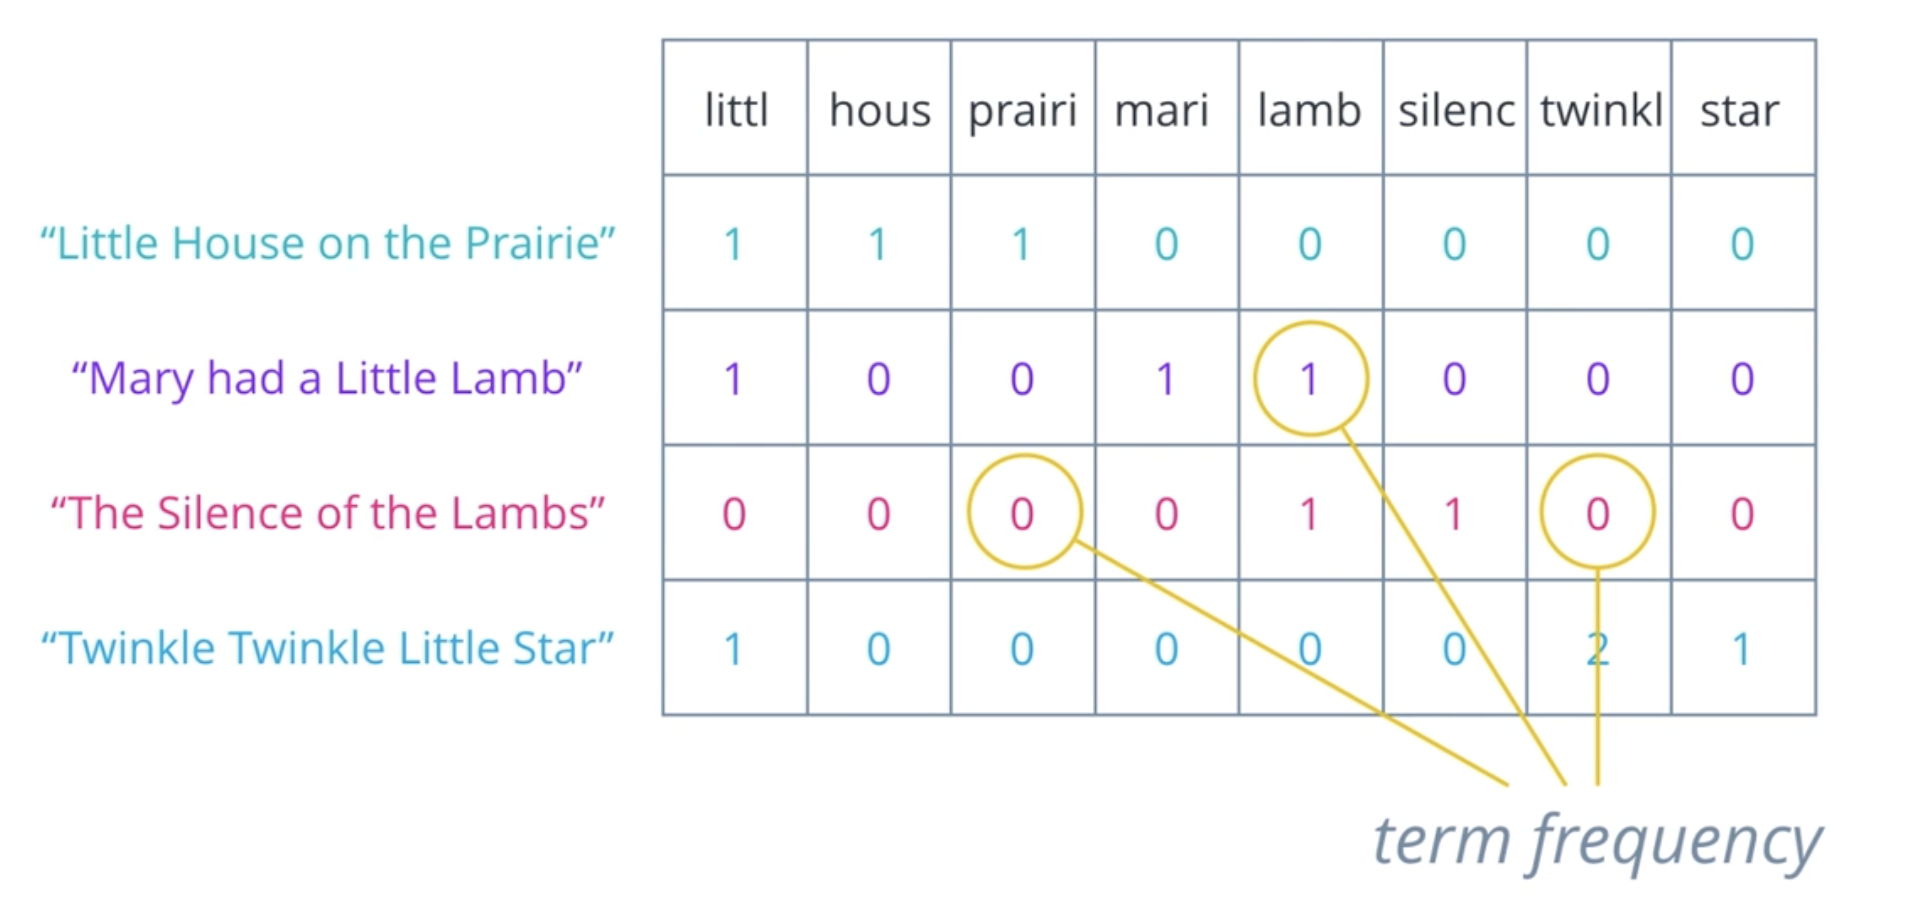 littl hous prairi mari lamb silenc twinkl star
“Little House on the Prairie” 1 1 1 0 0 0 0 0
“Mary had a Little Lamb” 1 0 0 1 1 0 0 0
“The Silence of the Lambs” 0 0 0 0 1 1 0 0
“Twinkle Twinkle Little Star” 1 0 0 0 0 0 2 1
term frequency